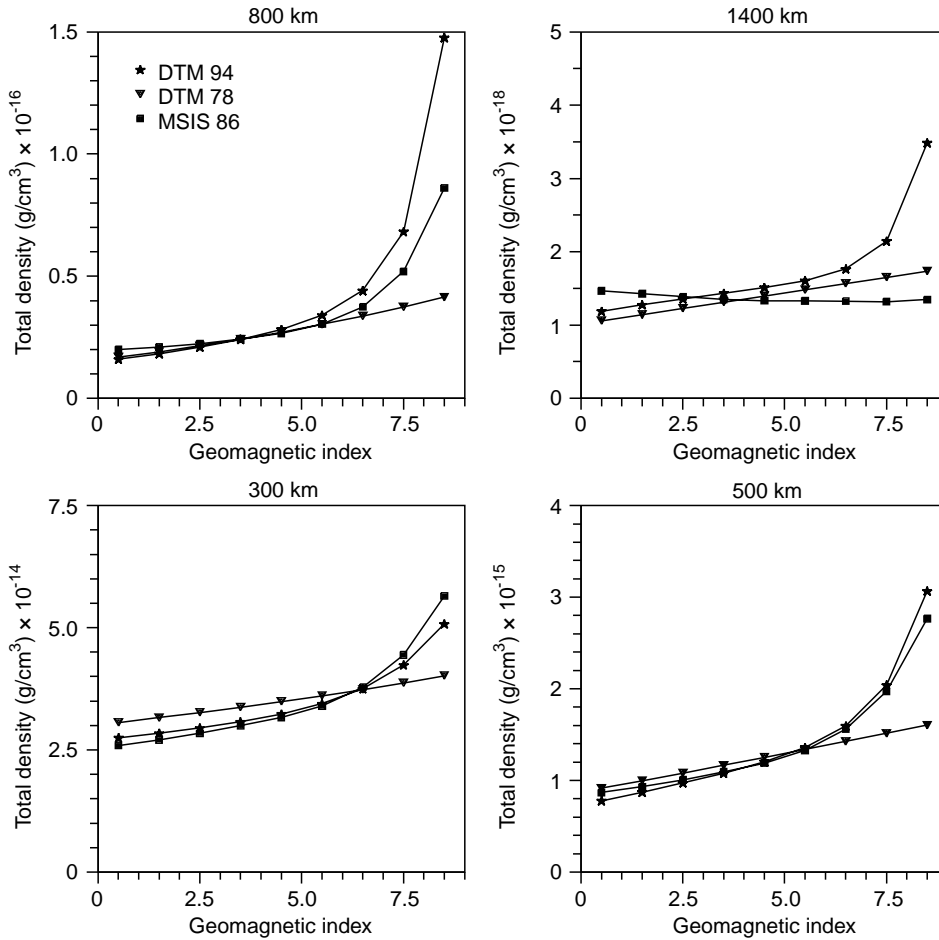 800 km
1.5
1.0
0.5
0
Total density (g/cm³) × 10⁻¹⁶
DTM 94
DTM 78
MSIS 86
0 2.5 5.0 7.5
Geomagnetic index
1400 km
5
4
3
2
1
0
Total density (g/cm³) × 10⁻¹⁸
0 2.5 5.0 7.5
Geomagnetic index
300 km
7.5
5.0
2.5
0
Total density (g/cm³) × 10⁻¹⁴
0 2.5 5.0 7.5
Geomagnetic index
500 km
4
3
2
1
0
Total density (g/cm³) × 10⁻¹⁵
0 2.5 5.0 7.5
Geomagnetic index